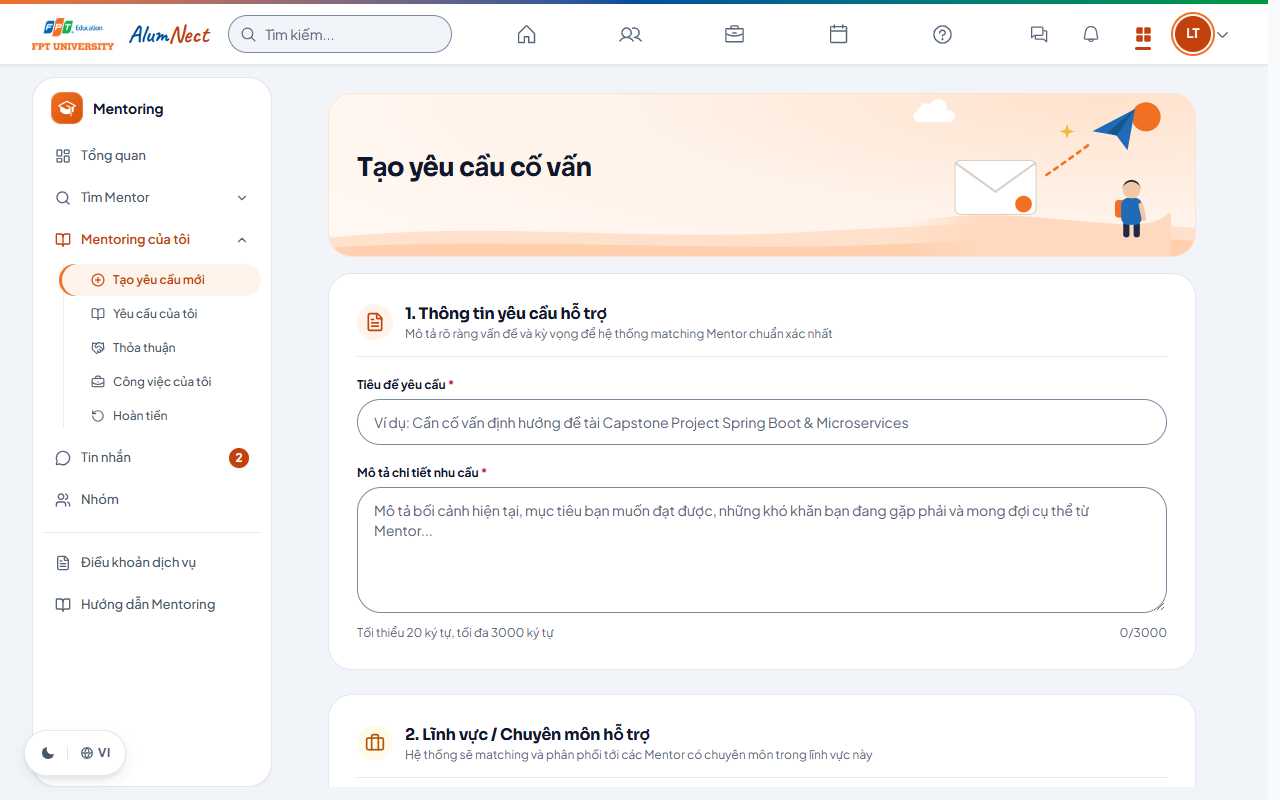 FPT Education
FPT UNIVERSITY
AlumNect
Tìm kiếm...
LT
Mentoring
Tổng quan
Tìm Mentor
Mentoring của tôi
Tạo yêu cầu mới
Yêu cầu của tôi
Thỏa thuận
Công việc của tôi
Hoàn tiền
Tin nhắn
2
Nhóm
Điều khoản dịch vụ
Hướng dẫn Mentoring
VI
Tạo yêu cầu cố vấn
1. Thông tin yêu cầu hỗ trợ
Mô tả rõ ràng vấn đề và kỳ vọng để hệ thống matching Mentor chuẩn xác nhất
Tiêu đề yêu cầu *
Ví dụ: Cần cố vấn định hướng đề tài Capstone Project Spring Boot & Microservices
Mô tả chi tiết nhu cầu *
Mô tả bối cảnh hiện tại, mục tiêu bạn muốn đạt được, những khó khăn bạn đang gặp phải và mong đợi cụ thể từ
Mentor...
Tối thiểu 20 ký tự, tối đa 3000 ký tự
0/3000
2. Lĩnh vực / Chuyên môn hỗ trợ
Hệ thống sẽ matching và phân phối tới các Mentor có chuyên môn trong lĩnh vực này